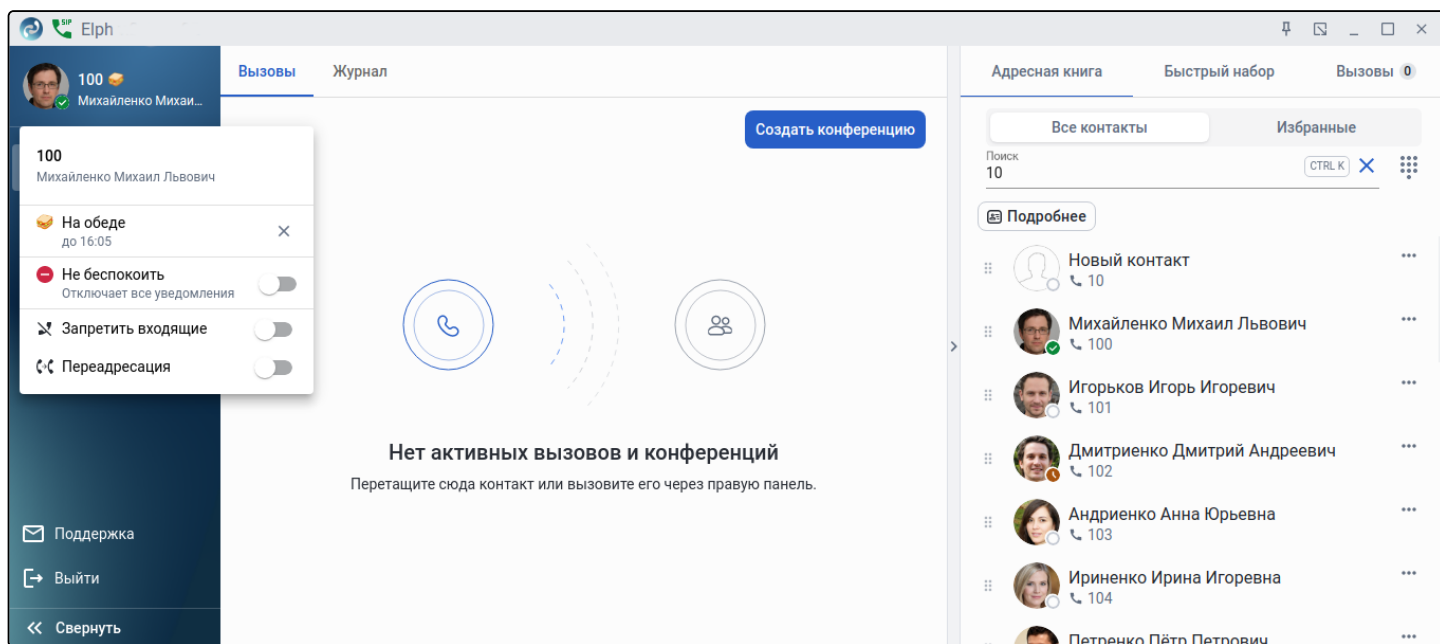 SIP
Elph
100
Михайленко Михаи...
100
Михайленко Михаил Львович
На обеде
до 16:05
Не беспокоить
Отключает все уведомления
Запретить входящие
Переадресация
Поддержка
Выйти
Свернуть
Вызовы
Журнал
Создать конференцию
Нет активных вызовов и конференций
Перетащите сюда контакт или вызовите его через правую панель.
Адресная книга
Быстрый набор
Вызовы 0
Все контакты
Избранные
Поиск
10
CTRL K
Подробнее
Новый контакт
10
Михайленко Михаил Львович
100
Игорьков Игорь Игоревич
101
Дмитриенко Дмитрий Андреевич
102
Андриенко Анна Юрьевна
103
Ириненко Ирина Игоревна
104
Петренко Пётр Петрович